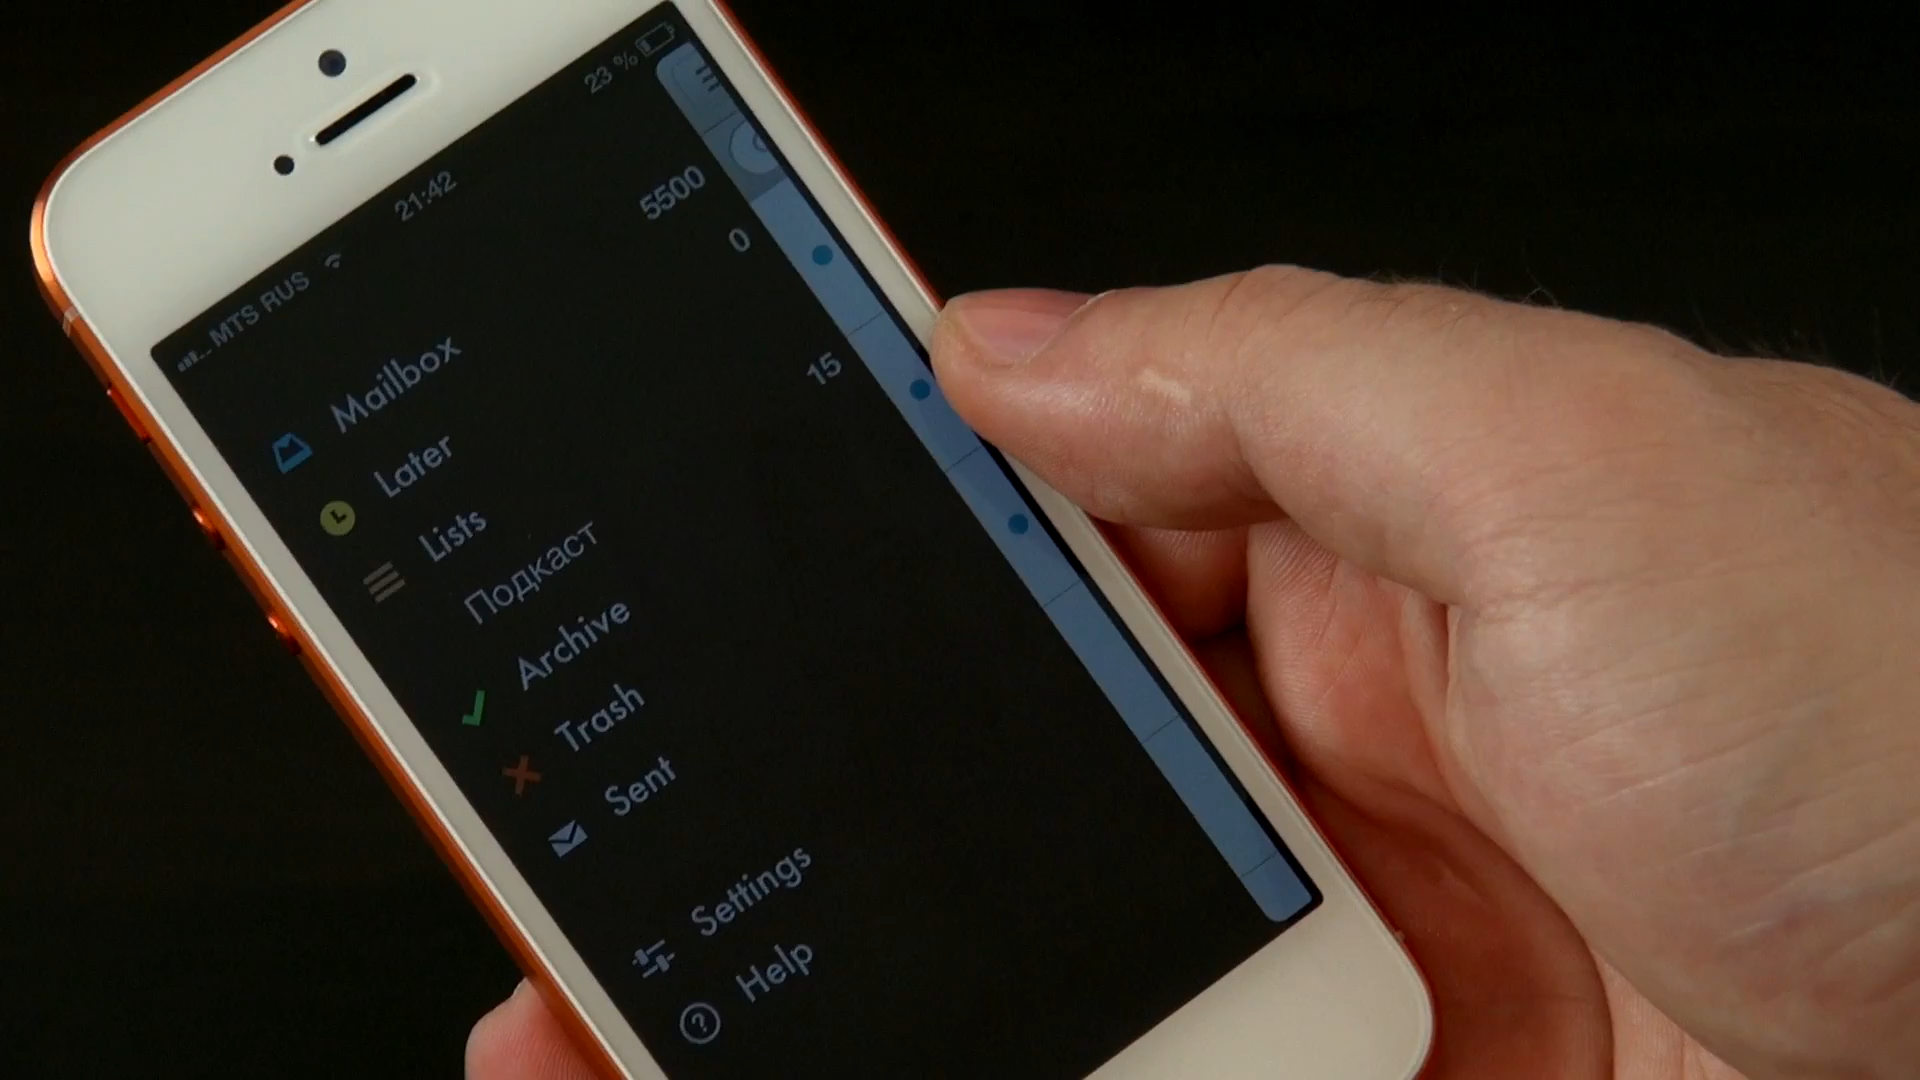 MTS RUS 21:42 23 %
Mailbox 5500
Later 0
Lists
Подкаст 15
Archive
Trash
Sent
Settings
Help